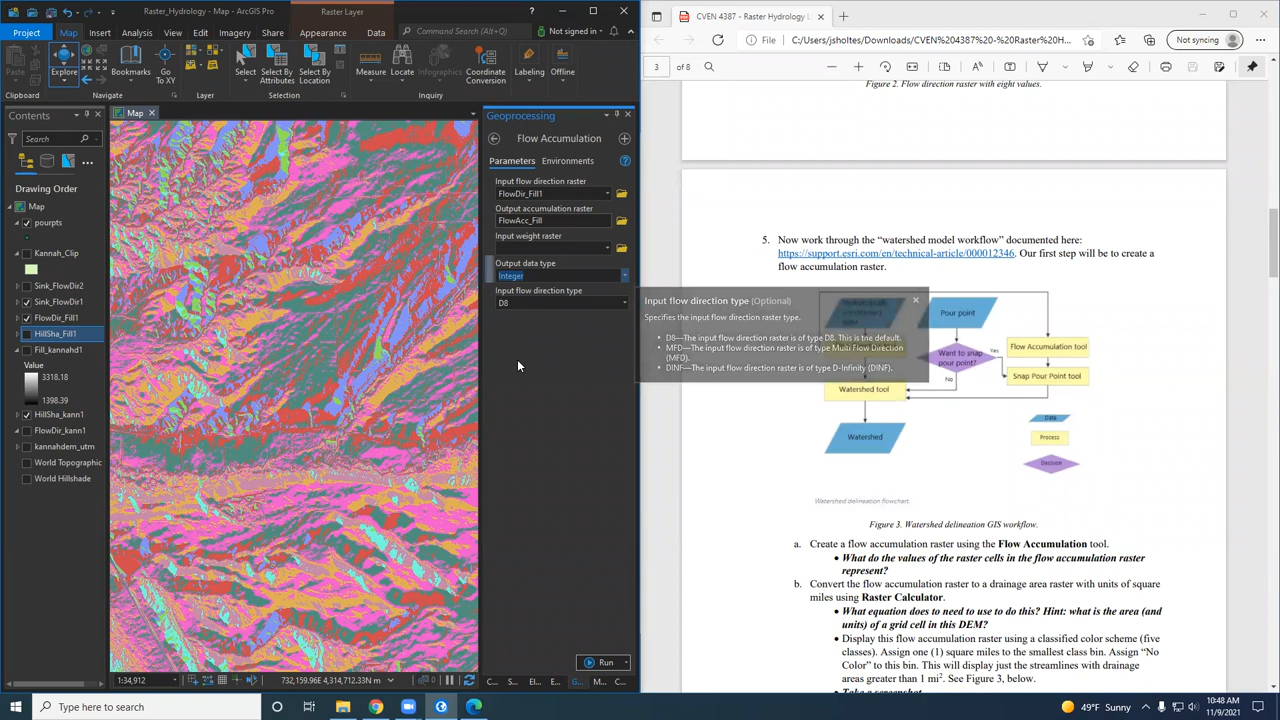 Raster_Hydrology - Map - ArcGIS Pro
Raster Layer
Project
Map
Insert
Analysis
View
Edit
Imagery
Share
Appearance
Data
Command Search (Alt+Q)
Not signed in
Paste
Explore
Bookmarks
Go To XY
Select
Select By Attributes
Select By Location
Measure
Locate
Infographics
Coordinate Conversion
Labeling
Offline
Clipboard
Navigate
Layer
Selection
Inquiry
Contents
Search
Drawing Order
Map
pourpts
Kannah_Clip
Sink_FlowDir2
Sink_FlowDir1
FlowDir_Fill1
HillSha_Fill1
Fill_kannahd1
Value
3318.18
1398.39
HillSha_kann1
FlowDir_kann1
kannahdem_utm
World Topographic
World Hillshade
Map
1:34,912
732,159.96E 4,314,712.33N m
Geoprocessing
Flow Accumulation
Parameters
Environments
Input flow direction raster
FlowDir_Fill1
Output accumulation raster
FlowAcc_Fill
Input weight raster
Output data type
Integer
Input flow direction type
D8
Run
C...
S...
El...
E...
G...
M...
C...
CVEN 4387 - Raster Hydrology L
File
C:/Users/jsholtes/Downloads/CVEN%204387%20-%20Raster%20H...
Not syncing
3
of 8
Figure 2. Flow direction raster with eight values.
5. Now work through the “watershed model workflow” documented here:
https://support.esri.com/en/technical-article/000012346. Our first step will be to create a
flow accumulation raster.
Input flow direction type (Optional)
Specifies the input flow direction raster type.
• D8—The input flow direction raster is of type D8. This is the default.
• MFD—The input flow direction raster is of type Multi Flow Direction
(MFD).
• DINF—The input flow direction raster is of type D-Infinity (DINF).
Pour point
Want to snap
pour point?
Yes
No
Flow Accumulation tool
Snap Pour Point tool
Watershed tool
Watershed
Data
Process
Decision
Watershed delineation flowchart.
Figure 3. Watershed delineation GIS workflow.
a. Create a flow accumulation raster using the Flow Accumulation tool.
• What do the values of the raster cells in the flow accumulation raster
represent?
b. Convert the flow accumulation raster to a drainage area raster with units of square
miles using Raster Calculator.
• What equation does to need to use to do this? Hint: what is the area (and
units) of a grid cell in this DEM?
• Display this flow accumulation raster using a classified color scheme (five
classes). Assign one (1) square miles to the smallest class bin. Assign “No
Color” to this bin. This will display just the streamlines with drainage
areas greater than 1 mi2. See Figure 3, below.
• Take a screenshot
Type here to search
49°F Sunny
10:48 AM
11/9/2021